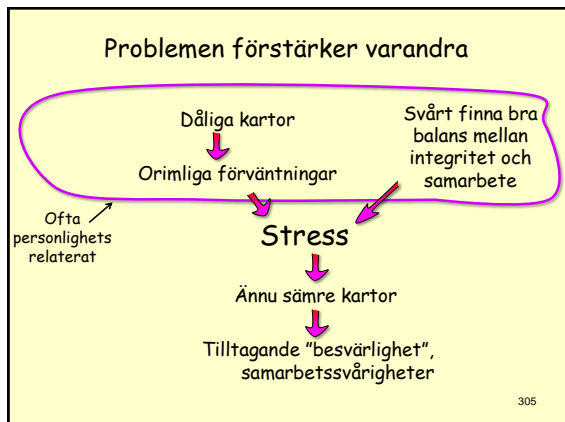 Problemen förstärker varandra
Dåliga kartor
Orimliga förväntningar
Svårt finna bra
balans mellan
integritet och
samarbete
Ofta
personlighets
relaterat
Stress
Ännu sämre kartor
Tilltagande ”besvärlighet”,
samarbetssvårigheter
305